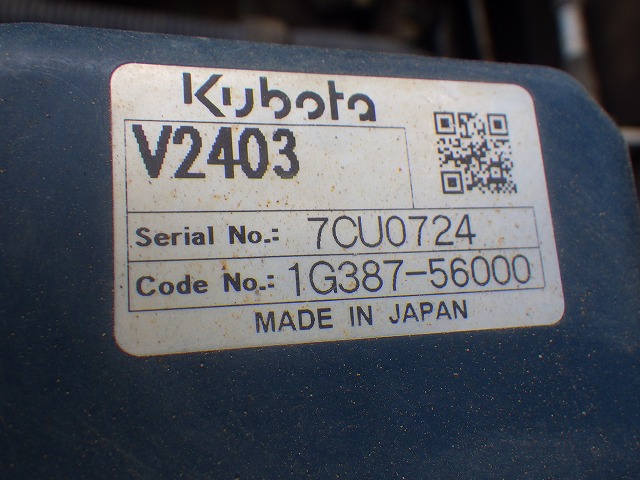 Kubota
V2403
Serial No.: 7CU0724
Code No.: 1G387-56000
MADE IN JAPAN